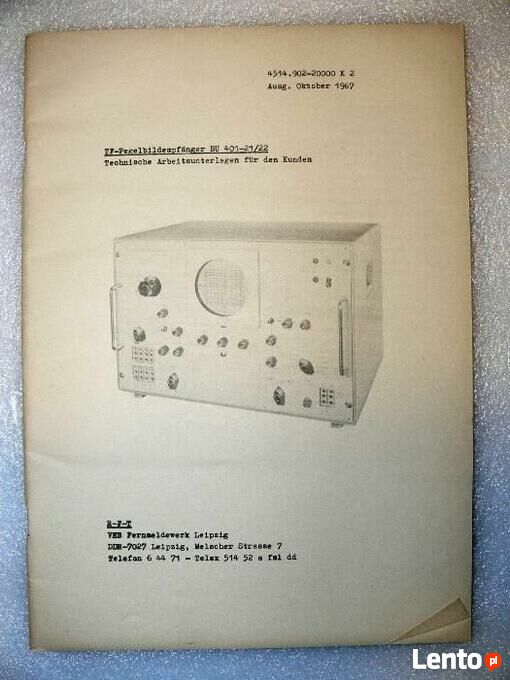 4514.902-20000 K 2
Ausg. Oktober 1967
TF-Pegelbildempfänger BU 401-21/22
Technische Arbeitsunterlagen für den Kunden
R-F-T
VEB Fernmeldewerk Leipzig
DDR-7027 Leipzig, Melscher Strasse 7
Telefon 6 44 71 - Telex 514 52 a fml dd
Lento.pl